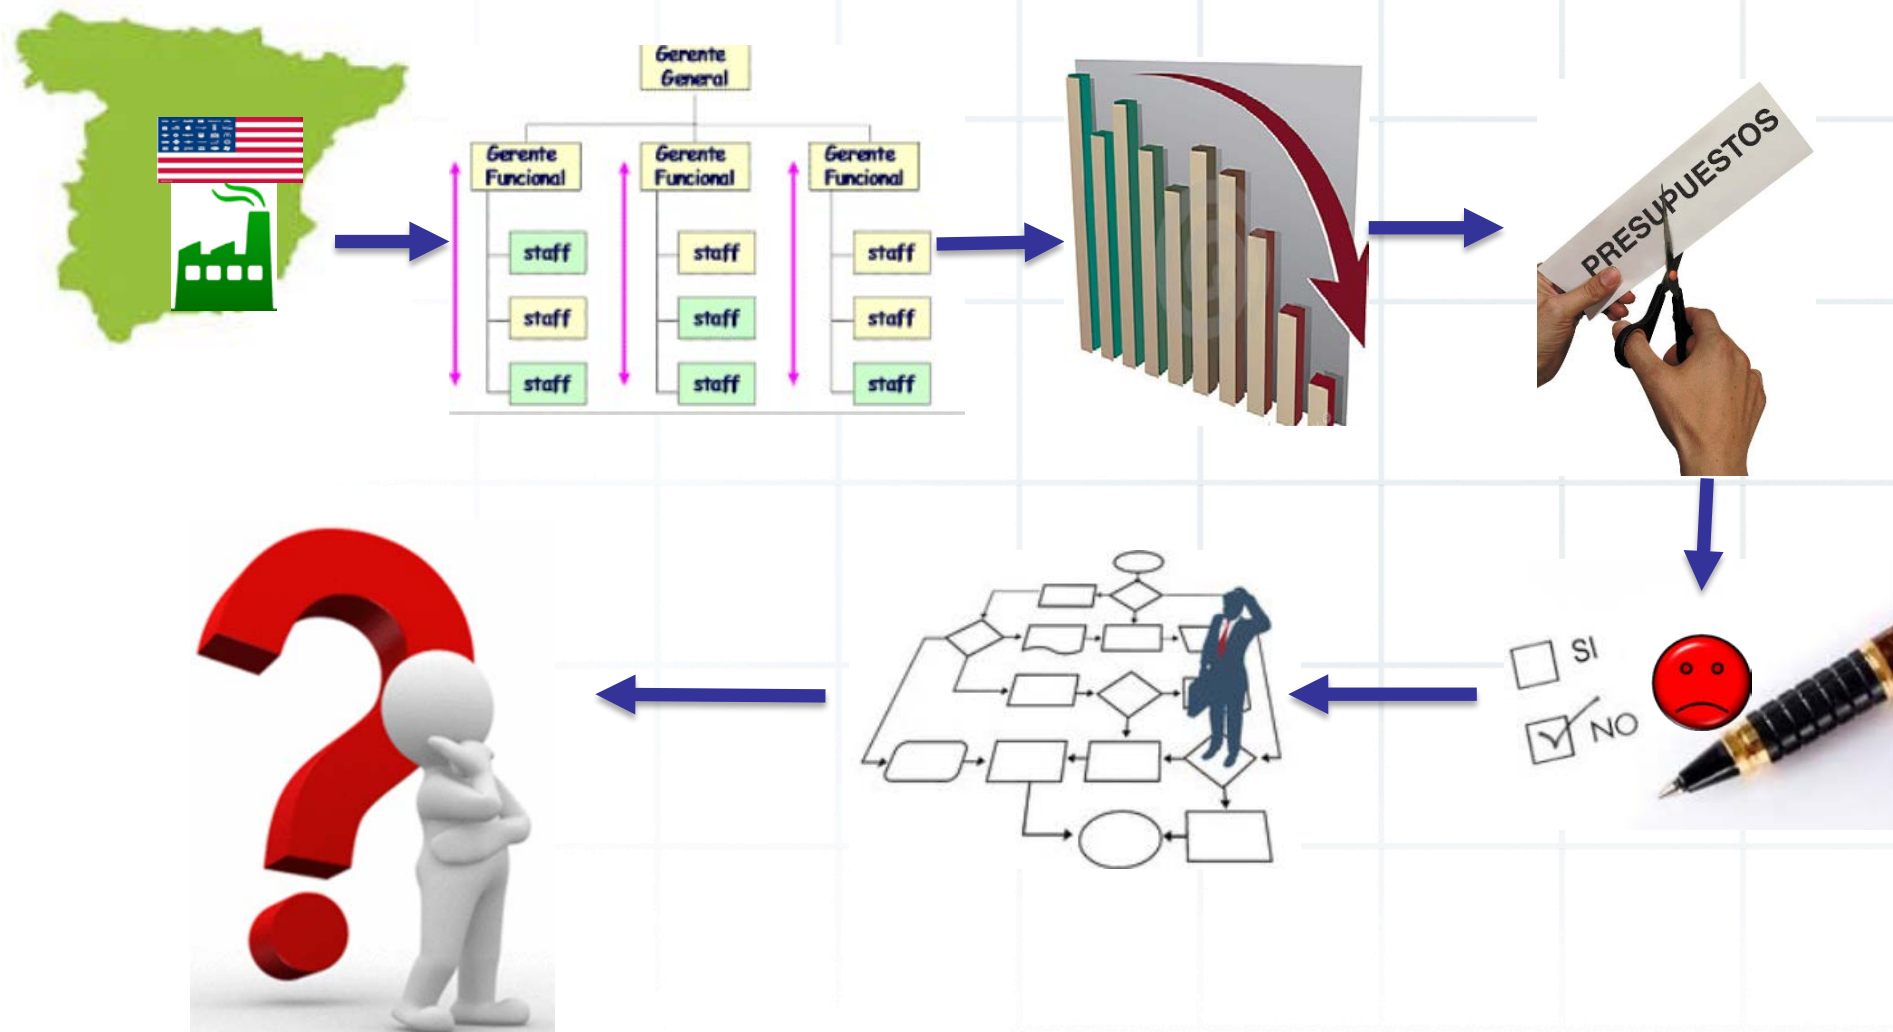 Gerente
General
Gerente
Funcional
Gerente
Funcional
Gerente
Funcional
staff
staff
staff
staff
staff
staff
staff
staff
staff
PRESUPUESTOS
SI
NO